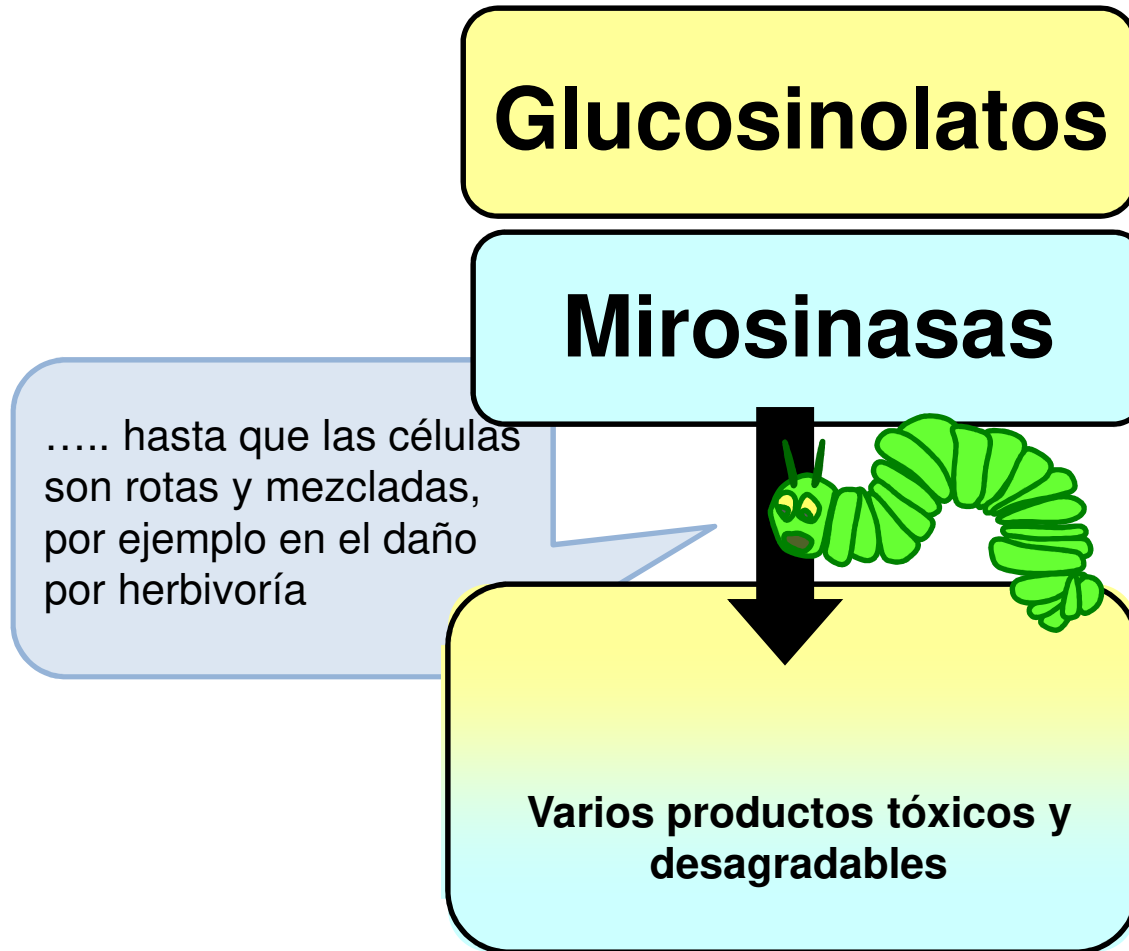 Glucosinolatos
Mirosinasas
….. hasta que las células
son rotas y mezcladas,
por ejemplo en el daño
por herbivoría
Varios productos tóxicos y
desagradables